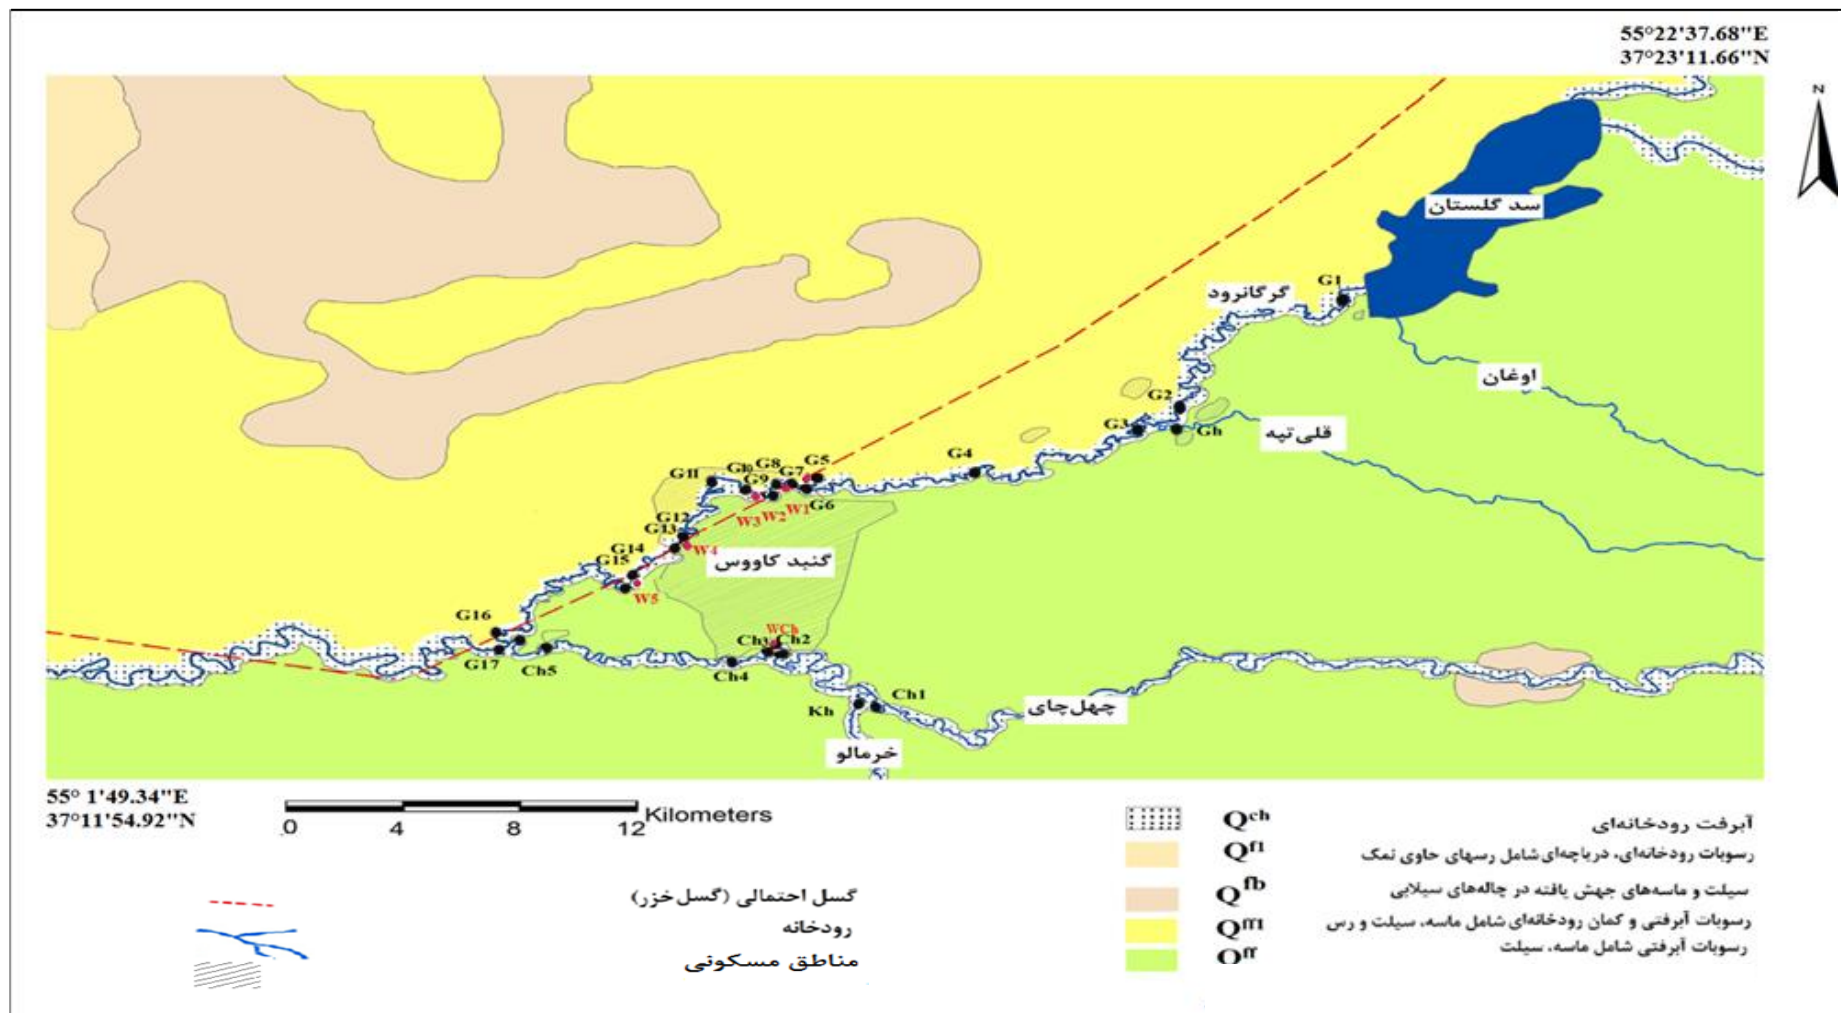 55°22'37.68"E
37°23'11.66"N
N
سد گلستان
G1
گرگانرود
اوغان
G2
G3
Gh
قلی‌تپه
G4
G5
G8
G7
G10
G11
G9
G6
W1
W2
W3
G12
G13
W4
G14
گنبد کاووس
G15
W5
G16
WCh
Ch3
Ch2
G17
Ch5
Ch4
Ch1
Kh
چهل‌چای
خرمالو
55° 1'49.34"E
37°11'54.92"N
0 4 8 12 Kilometers
Qch آبرفت رودخانه‌ای
Qf1 رسوبات رودخانه‌ای، دریاچه‌ای شامل رسهای حاوی نمک
Qfb سیلت و ماسه‌های جهش یافته در چاله‌های سیلابی
Qff1 رسوبات آبرفتی و کمان رودخانه‌ای شامل ماسه، سیلت و رس
Qff رسوبات آبرفتی شامل ماسه، سیلت
گسل احتمالی (گسل خزر)
رودخانه
مناطق مسکونی